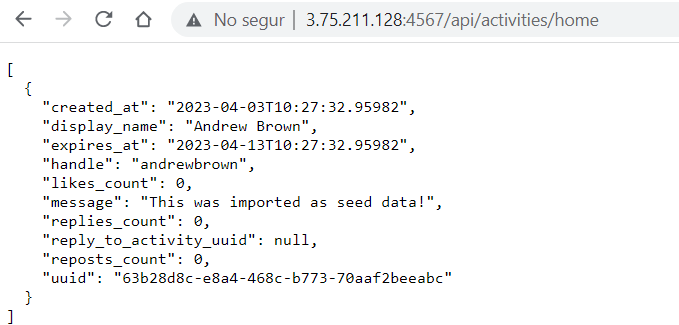 No segur | 3.75.211.128:4567/api/activities/home
[
  {
    "created_at": "2023-04-03T10:27:32.95982",
    "display_name": "Andrew Brown",
    "expires_at": "2023-04-13T10:27:32.95982",
    "handle": "andrewbrown",
    "likes_count": 0,
    "message": "This was imported as seed data!",
    "replies_count": 0,
    "reply_to_activity_uuid": null,
    "reposts_count": 0,
    "uuid": "63b28d8c-e8a4-468c-b773-70aaf2beeabc"
  }
]